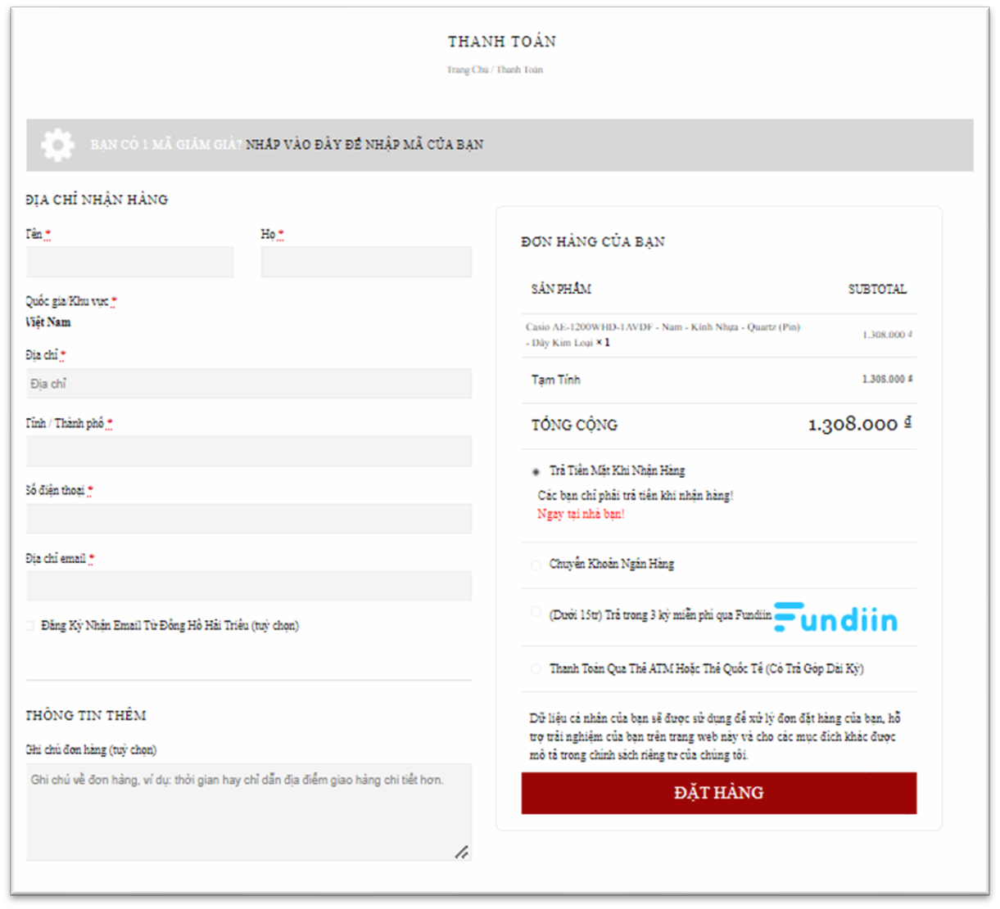 THANH TOÁN
Trang Chủ / Thanh Toán
BẠN CÓ 1 MÃ GIẢM GIÁ? NHẤP VÀO ĐÂY ĐỂ NHẬP MÃ CỦA BẠN
ĐỊA CHỈ NHẬN HÀNG
Tên *
Họ *
Quốc gia/Khu vực *
Việt Nam
Địa chỉ *
Địa chỉ
Tỉnh / Thành phố *
Số điện thoại *
Địa chỉ email *
Đăng Ký Nhận Email Từ Đồng Hồ Hải Triều (tuỳ chọn)
THÔNG TIN THÊM
Ghi chú đơn hàng (tuỳ chọn)
Ghi chú về đơn hàng, ví dụ: thời gian hay chỉ dẫn địa điểm giao hàng chi tiết hơn.
ĐƠN HÀNG CỦA BẠN
SẢN PHẨM SUBTOTAL
Casio AE-1200WHD-1AVDF - Nam - Kính Nhựa - Quartz (Pin)
- Dây Kim Loại × 1 1.308.000 ₫
Tạm Tính 1.308.000 ₫
TỔNG CỘNG 1.308.000 ₫
Trả Tiền Mặt Khi Nhận Hàng
Các bạn chỉ phải trả tiền khi nhận hàng!
Ngay tại nhà bạn!
Chuyển Khoản Ngân Hàng
(Dưới 15tr) Trả trong 3 kỳ miễn phí qua Fundiin Fundiin
Thanh Toán Qua Thẻ ATM Hoặc Thẻ Quốc Tế (Có Trả Góp Dài Kỳ)
Dữ liệu cá nhân của bạn sẽ được sử dụng để xử lý đơn đặt hàng của bạn, hỗ
trợ trải nghiệm của bạn trên trang web này và cho các mục đích khác được
mô tả trong chính sách riêng tư của chúng tôi.
ĐẶT HÀNG